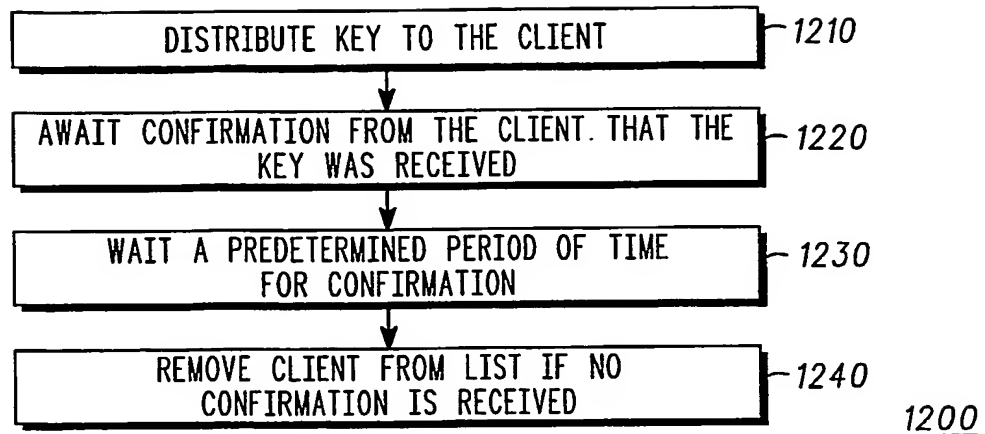 DISTRIBUTE KEY TO THE CLIENT
1210
AWAIT CONFIRMATION FROM THE CLIENT. THAT THE
KEY WAS RECEIVED
1220
WAIT A PREDETERMINED PERIOD OF TIME
FOR CONFIRMATION
1230
REMOVE CLIENT FROM LIST IF NO
CONFIRMATION IS RECEIVED
1240
1200